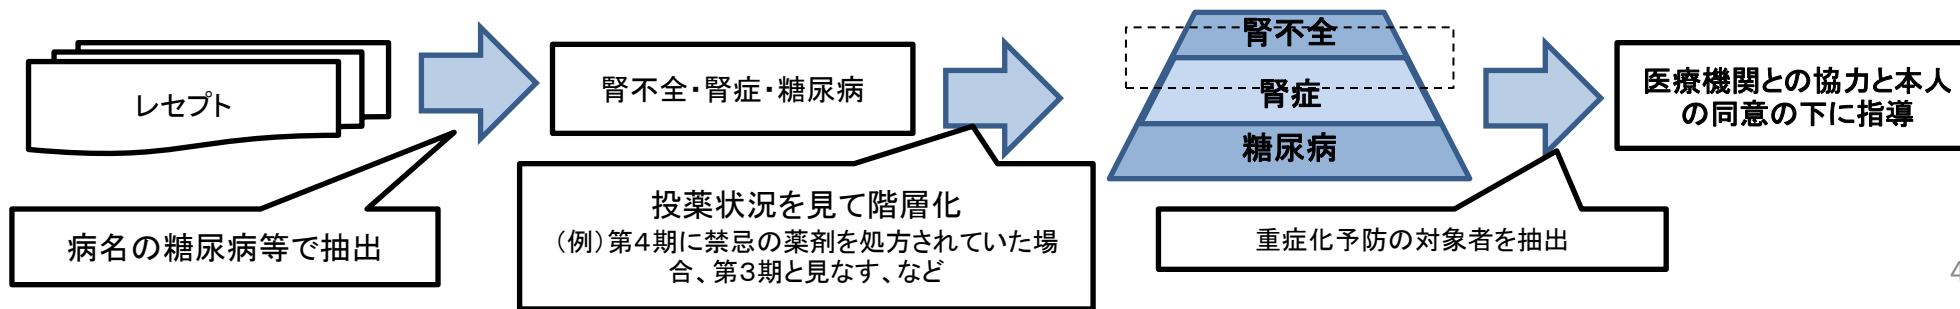 レセプト
病名の糖尿病等で抽出
腎不全・腎症・糖尿病
投薬状況を見て階層化
（例）第４期に禁忌の薬剤を処方されていた場
合、第３期と見なす、など
腎不全
腎症
糖尿病
重症化予防の対象者を抽出
医療機関との協力と本人
の同意の下に指導
4